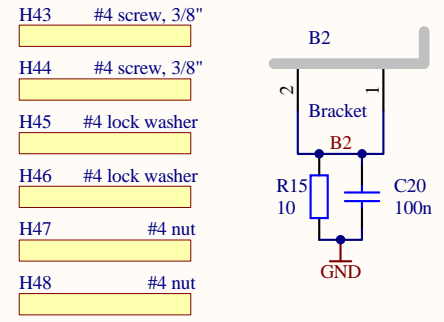 H43 #4 screw, 3/8"
H44 #4 screw, 3/8"
H45 #4 lock washer
H46 #4 lock washer
H47 #4 nut
H48 #4 nut
B2
2 1
Bracket
B2
R15 C20
10 100n
GND